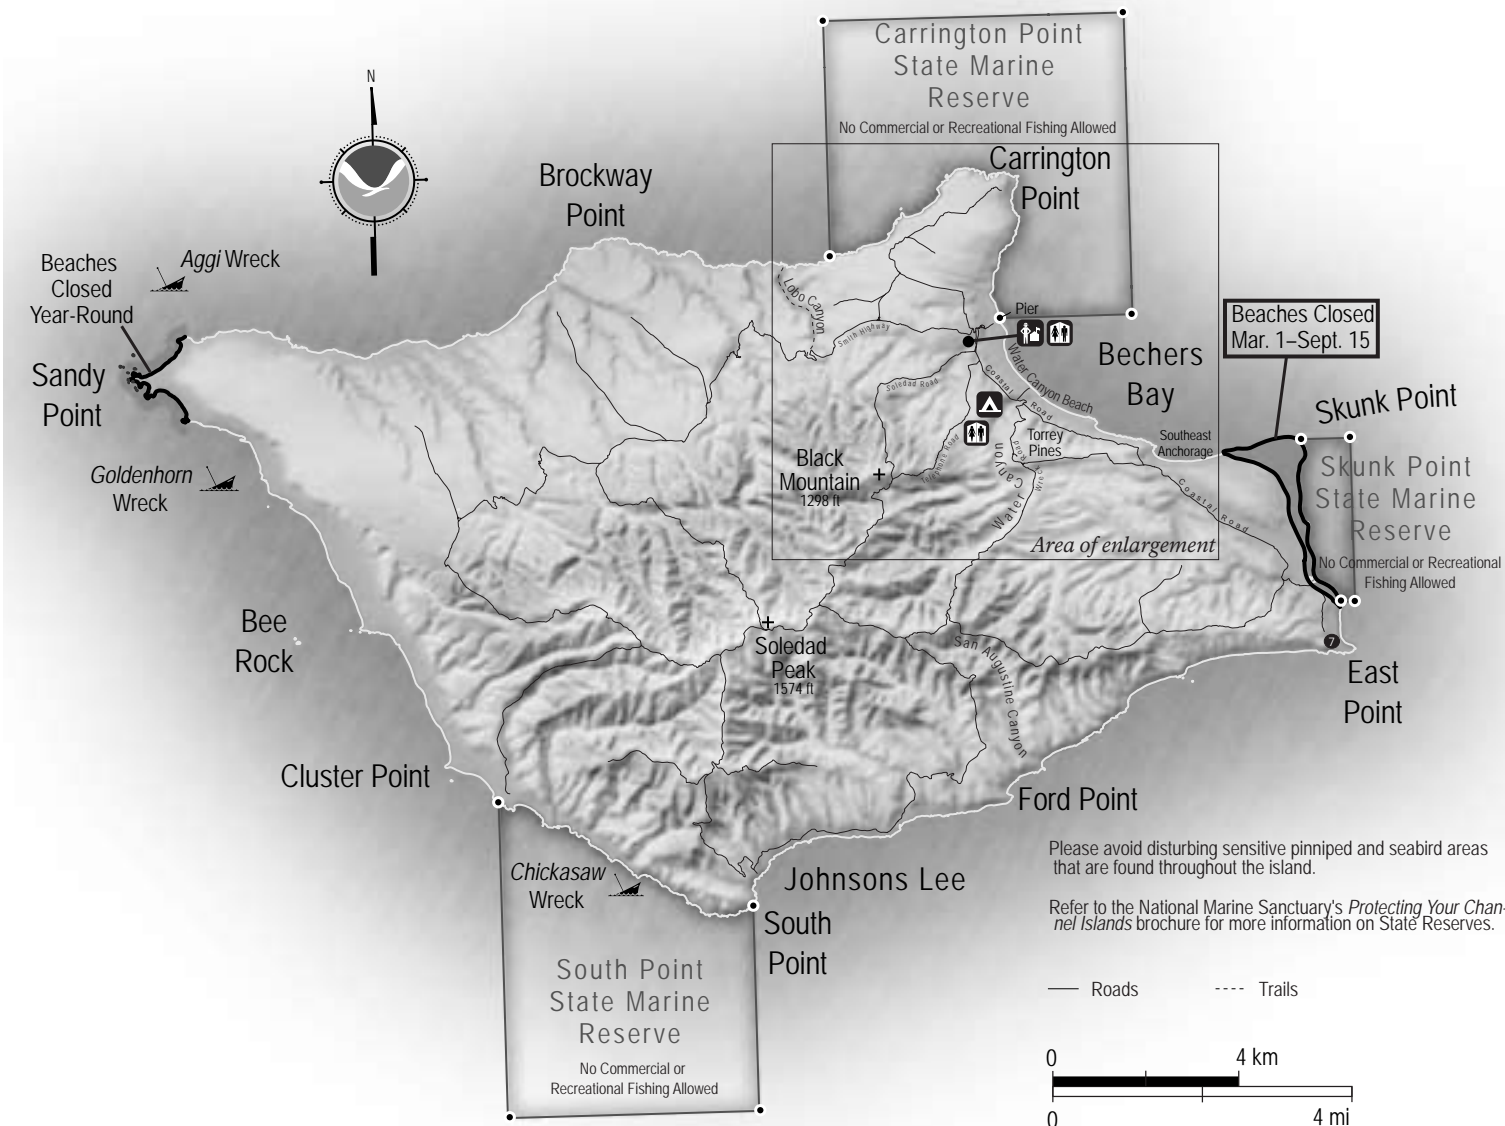 Carrington Point
State Marine
Reserve
No Commercial or Recreational Fishing Allowed
N
Carrington
Point
Brockway
Point
Aggi Wreck
Beaches
Closed
Year-Round
Lobo Canyon
Smith Highway
Pier
Beaches Closed
Mar. 1–Sept. 15
Bechers
Bay
Water Canyon Beach
Coastal Road
Soledad Road
Sandy
Point
Skunk Point
Southeast
Anchorage
Torrey
Pines
Telephone Road
Water Canyon
Wreck Road
Black
Mountain
1298 ft
Goldenhorn
Wreck
Coastal Road
Skunk Point
State Marine
Reserve
No Commercial or Recreational
Fishing Allowed
Area of enlargement
Bee
Rock
Soledad
Peak
1574 ft
San Augustine Canyon
7
East
Point
Cluster Point
Ford Point
Chickasaw
Wreck
Johnsons Lee
South
Point
South Point
State Marine
Reserve
No Commercial or
Recreational Fishing Allowed
Please avoid disturbing sensitive pinniped and seabird areas
that are found throughout the island.
Refer to the National Marine Sanctuary's Protecting Your Chan-
nel Islands brochure for more information on State Reserves.
Roads
Trails
0 4 km
0 4 mi